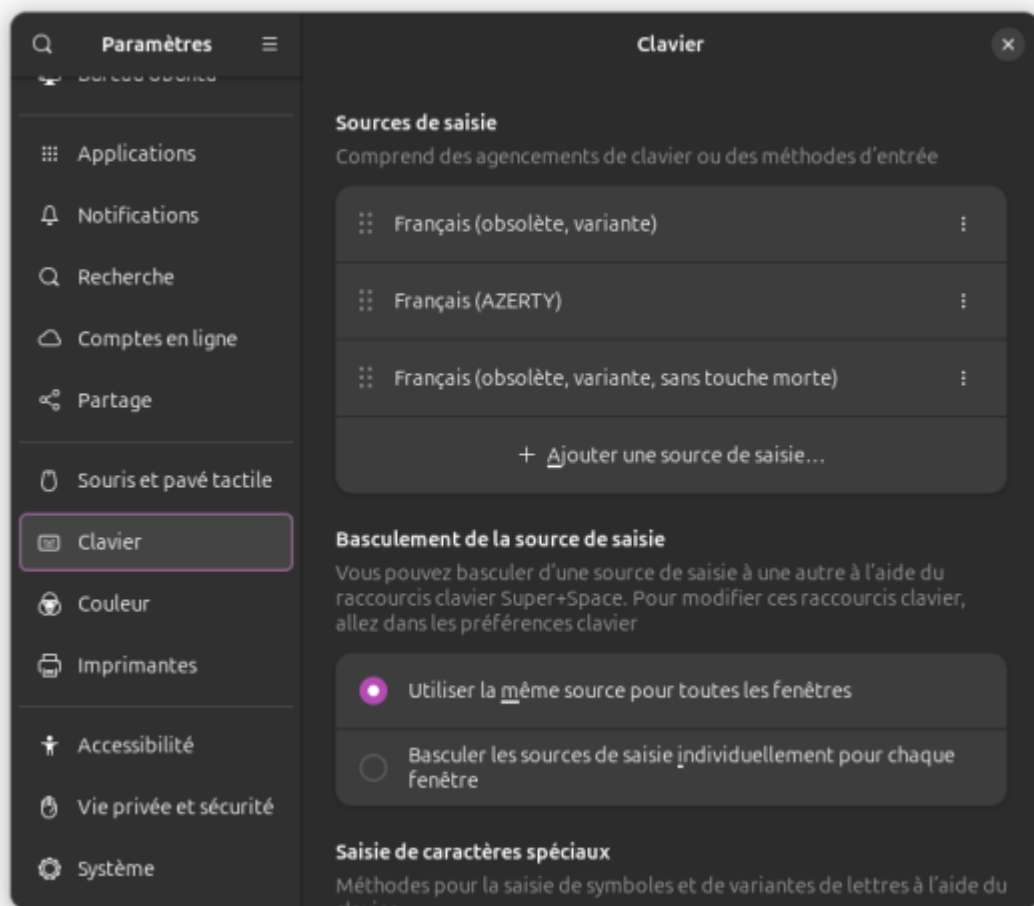 Paramètres
Clavier
Bureau Ubuntu
Applications
Notifications
Recherche
Comptes en ligne
Partage
Souris et pavé tactile
Clavier
Couleur
Imprimantes
Accessibilité
Vie privée et sécurité
Système
Sources de saisie
Comprend des agencements de clavier ou des méthodes d'entrée
Français (obsolète, variante)
Français (AZERTY)
Français (obsolète, variante, sans touche morte)
+ Ajouter une source de saisie…
Basculement de la source de saisie
Vous pouvez basculer d'une source de saisie à une autre à l'aide du
raccourcis clavier Super+Space. Pour modifier ces raccourcis clavier,
allez dans les préférences clavier
Utiliser la même source pour toutes les fenêtres
Basculer les sources de saisie individuellement pour chaque
fenêtre
Saisie de caractères spéciaux
Méthodes pour la saisie de symboles et de variantes de lettres à l'aide du